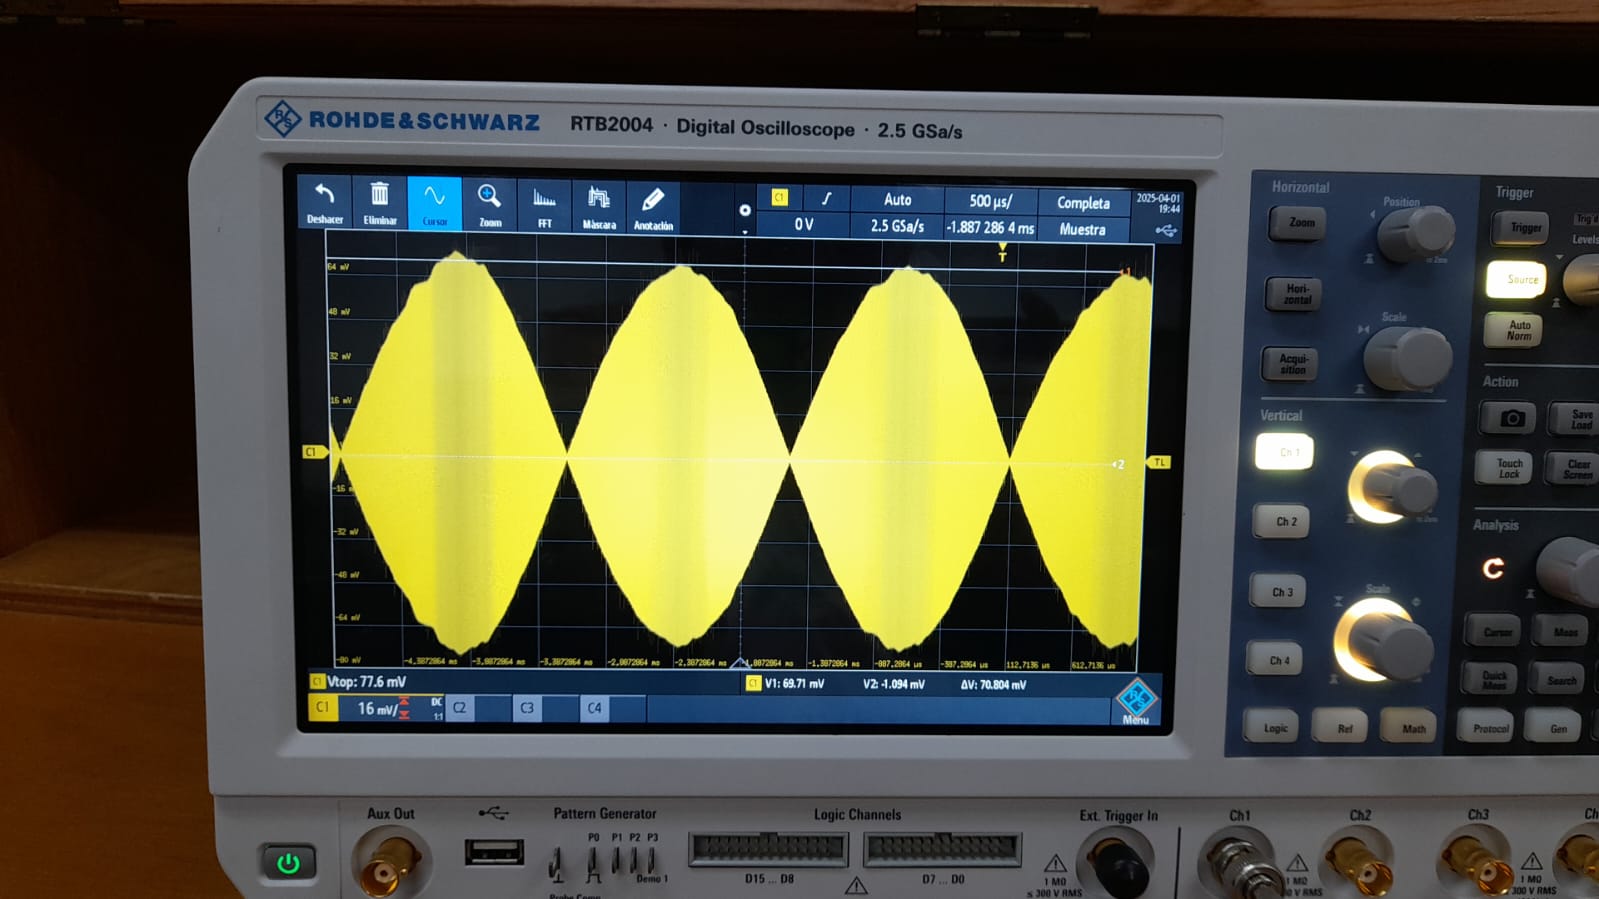 ROHDE&SCHWARZ RTB2004 · Digital Oscilloscope · 2.5 GSa/s
Deshacer Eliminar Cursor Zoom FFT Máscara Anotación
C1 Auto 500 µs/ Completa
0 V 2.5 GSa/s -1.887 286 4 ms Muestra
2025-04-01
19:44
T
64 mV
48 mV
32 mV
16 mV
C1
2
TL
-16 m
-32 mV
-48 mV
-64 mV
-80 mV
-4.3872864 ms -3.8872864 ms -3.3872864 ms -2.8872864 ms -2.3872864 ms -1.8872864 ms -1.3872864 ms -887.2864 µs -387.2864 µs 112.7136 µs 612.7136 µs
C1 Vtop: 77.6 mV
C1 V1: 69.71 mV V2: -1.094 mV ΔV: 70.804 mV
C1 16 mV/ DC 1:1 C2 C3 C4
Menu
Horizontal
Position
Zoom
Hori-
zontal
Scale
Acqui-
sition
Vertical
Ch 1
Ch 2
Ch 3
Scale
Ch 4
Logic Ref Math
Trigger
Trigger
Trig'd
Levels
Source
Auto
Norm
Action
Save
Load
Touch
Lock
Clear
Screen
Analysis
Cursor Meas
Quick
Meas
Search
Protocol Gen
Aux Out
Pattern Generator
P0 P1 P2 P3
Demo 1
Probe Comp.
Logic Channels
D15 ... D8
D7 ... D0
Ext. Trigger In
1 MΩ
≤ 300 V RMS
Ch1
1 MΩ
0 V RMS
Ch2
Ch3
1 MΩ
300 V RMS
Ch